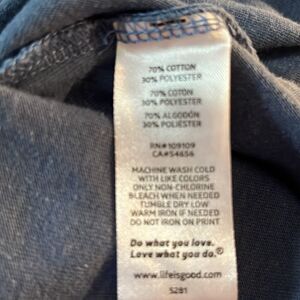 70% COTTON
30% POLYESTER
70% COTON
30% POLYESTER
70% ALGODÓN
30% POLIÉSTER
RN#109109
CA#54656
MACHINE WASH COLD
WITH LIKE COLORS
ONLY NON-CHLORINE
BLEACH WHEN NEEDED
TUMBLE DRY LOW
WARM IRON IF NEEDED
DO NOT IRON ON PRINT
Do what you love.
Love what you do.®
www.lifeisgood.com
5281